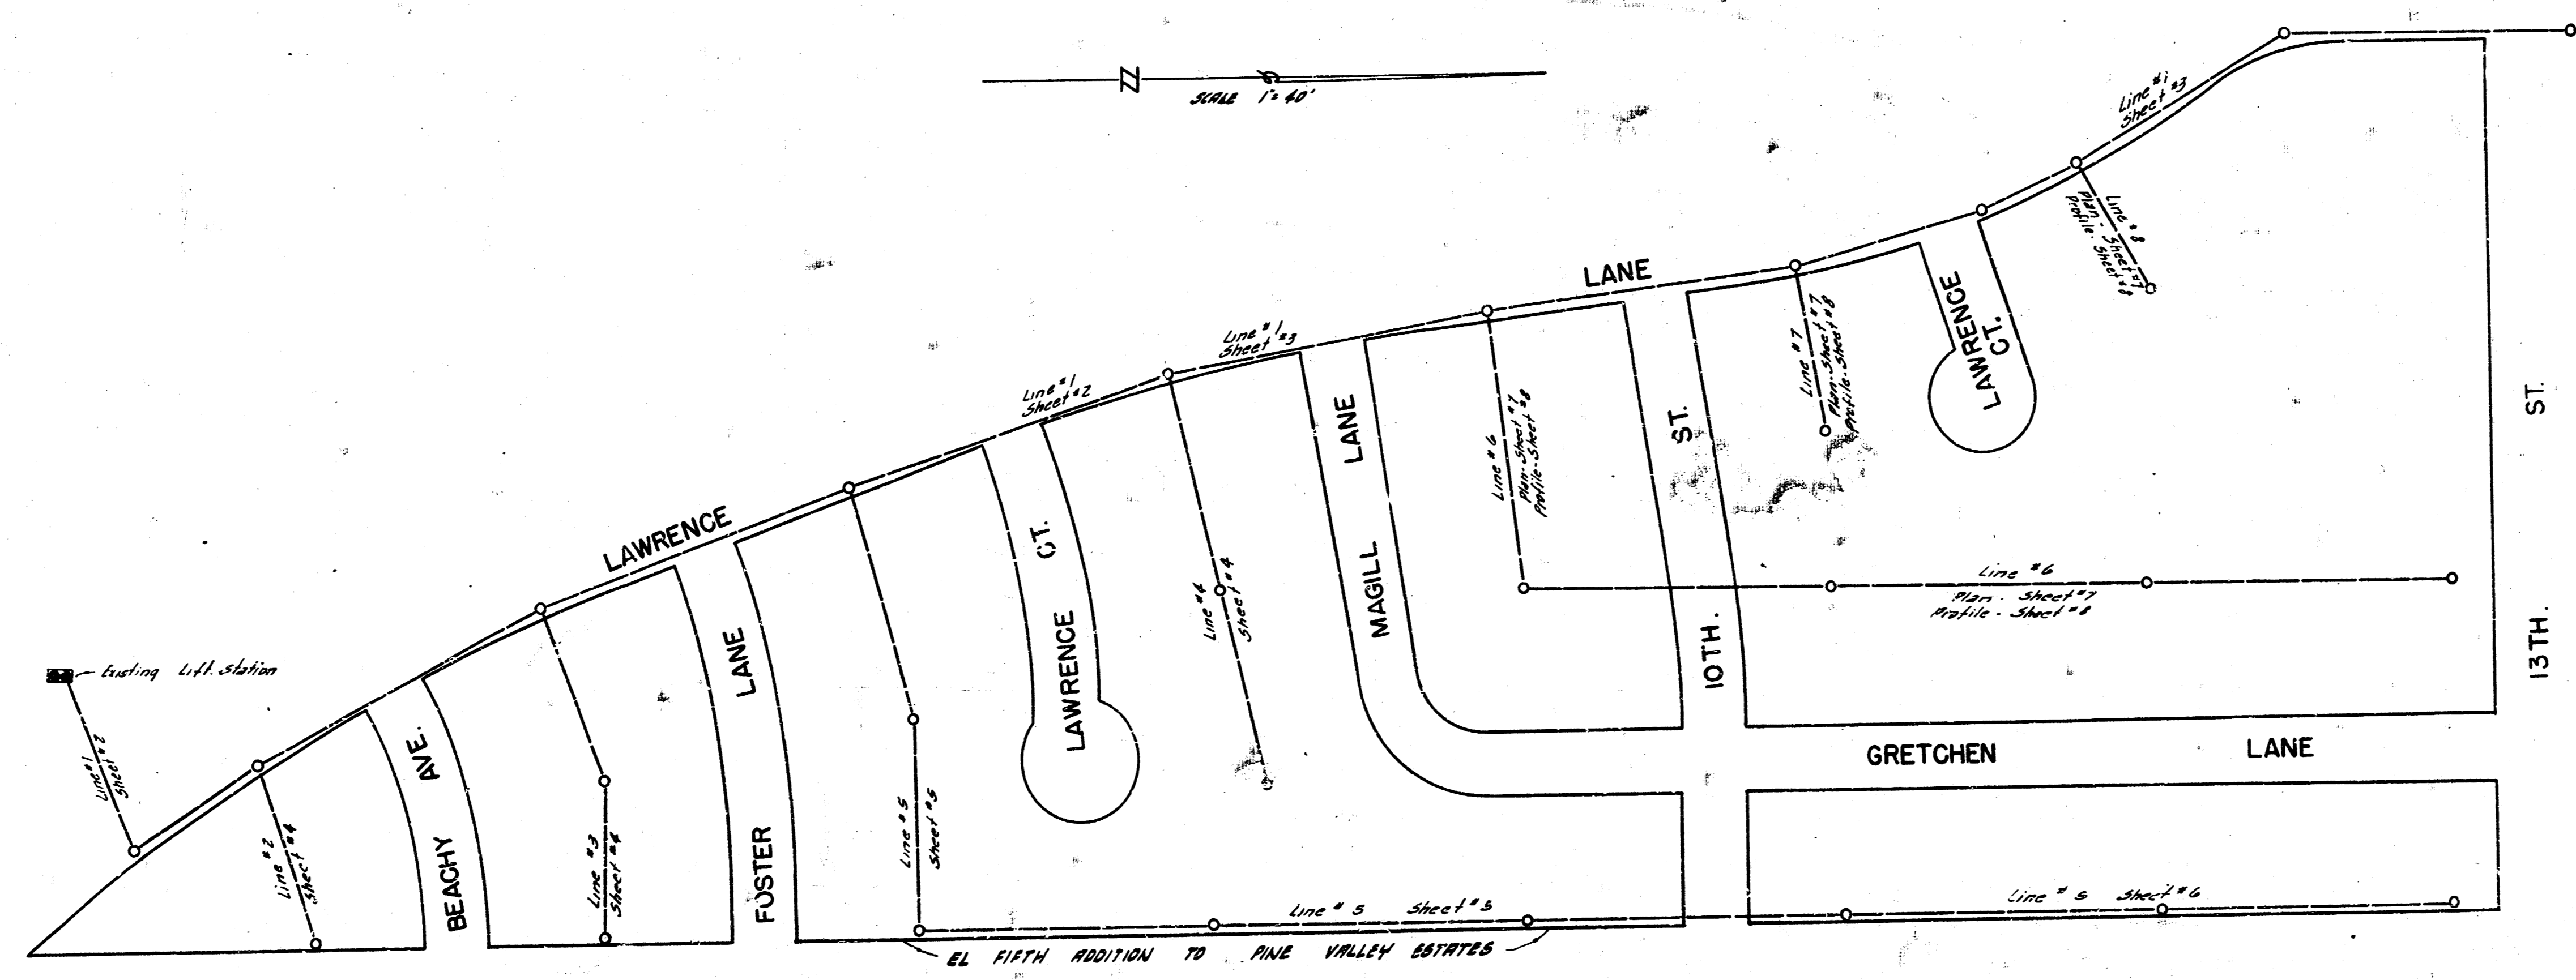 N
SCALE 1"= 40'
Line #1
Sheet #3
Line #8
Plan - Sheet #7
Profile - Sheet #8
LANE
Line #1
Sheet #3
Line #7
Plan - Sheet #7
Profile - Sheet #8
LAWRENCE
CT.
Line #1
Sheet #2
LANE
ST.
ST.
Line #6
Plan - Sheet #7
Profile - Sheet #8
LAWRENCE
CT.
MAGILL
Line #6
Plan - Sheet #7
Profile - Sheet #8
Line #4
Sheet #4
Existing Lift. Station
LANE
LAWRENCE
10TH.
13TH.
Line #1
Sheet #2
AVE.
GRETCHEN LANE
Line #2
Sheet #4
BEACHY
Line #3
Sheet #4
FOSTER
Line #5
Sheet #5
Line # 5 Sheet #5
Line # 5 Sheet #6
EL FIFTH ADDITION TO PINE VALLEY ESTATES